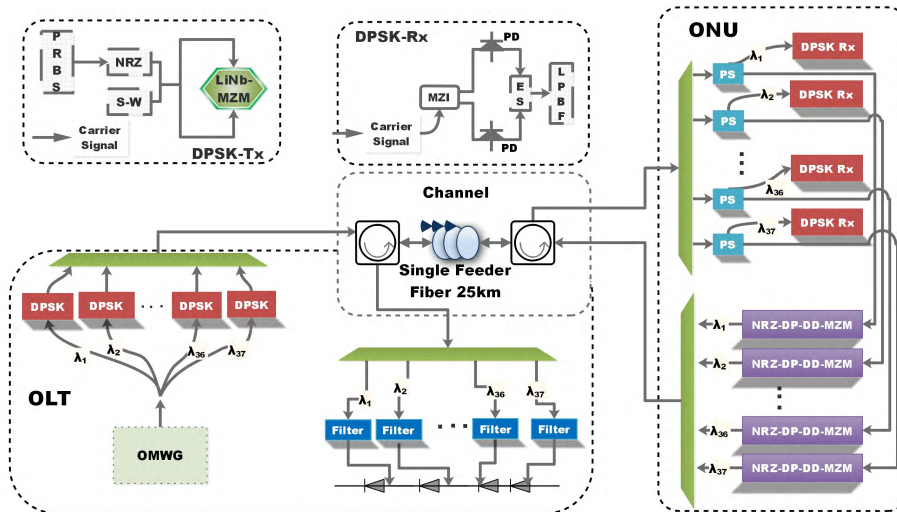 P
R
B
S
NRZ
S-W
LiNb-
MZM
Carrier
Signal
DPSK-Tx
DPSK-Rx
PD
MZI
E
S
L
P
B
F
Carrier
Signal
PD
Channel
Single Feeder
Fiber 25km
ONU
PS
λ1
DPSK Rx
PS
λ2
DPSK Rx
PS
λ36
DPSK Rx
PS
λ37
DPSK Rx
λ1
NRZ-DP-DD-MZM
λ2
NRZ-DP-DD-MZM
λ36
NRZ-DP-DD-MZM
λ37
NRZ-DP-DD-MZM
DPSK
DPSK
DPSK
DPSK
λ1
λ2
λ36
λ37
OLT
OMWG
λ1
λ2
λ36
λ37
Filter
Filter
Filter
Filter